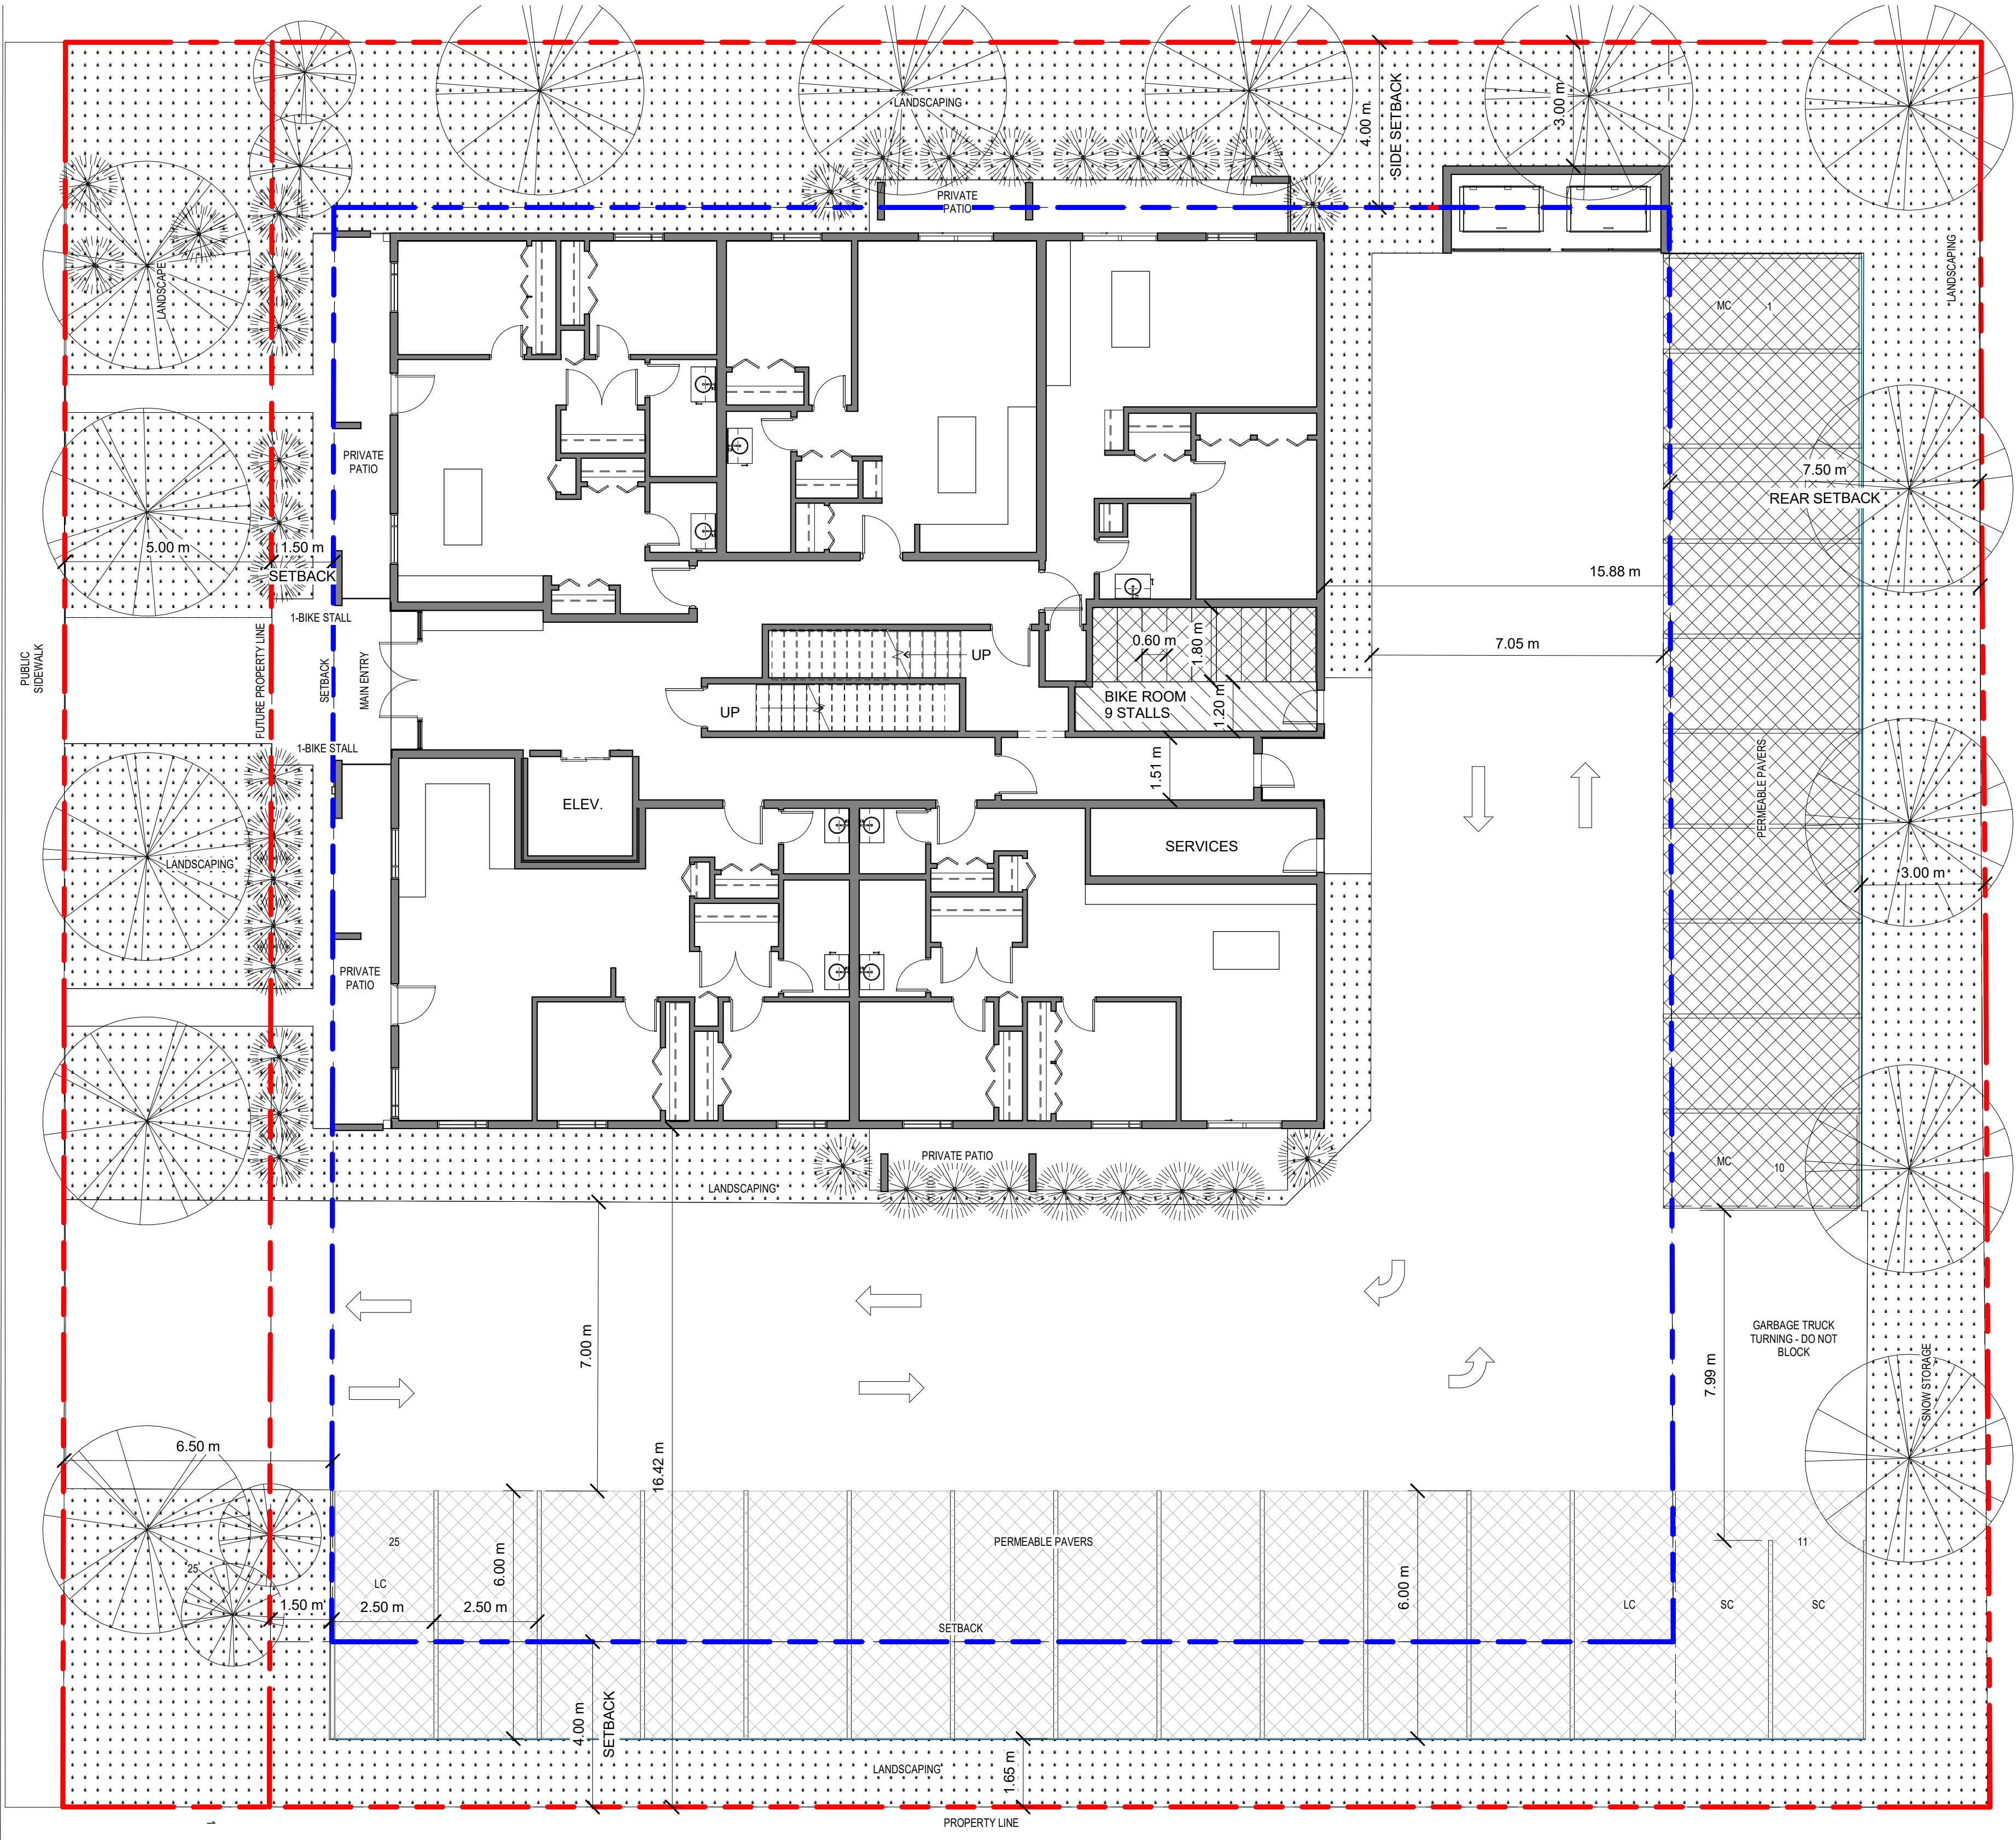 LANDSCAPING
4.00 m
SIDE SETBACK
3.00 m
PRIVATE
PATIO
LANDSCAPE
LANDSCAPING
MC 1
PRIVATE
PATIO
7.50 m
REAR SETBACK
5.00 m
1.50 m
SETBACK
15.88 m
1-BIKE STALL
PUBLIC
SIDEWALK
FUTURE PROPERTY LINE
SETBACK
MAIN ENTRY
0.60 m
1.80 m
7.05 m
UP
UP
BIKE ROOM
9 STALLS
1.20 m
1-BIKE STALL
1.51 m
PERMEABLE PAVERS
ELEV.
SERVICES
LANDSCAPING
3.00 m
PRIVATE
PATIO
PRIVATE PATIO
MC 10
LANDSCAPING
7.00 m
GARBAGE TRUCK
TURNING - DO NOT
BLOCK
7.99 m
SNOW STORAGE
6.50 m
16.42 m
25
PERMEABLE PAVERS
11
25
LC
6.00 m
6.00 m
1.50 m
2.50 m
2.50 m
LC
SC
SC
SETBACK
4.00 m
SETBACK
LANDSCAPING
1.65 m
PROPERTY LINE
1